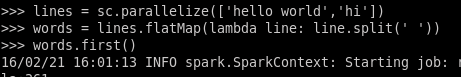 >>> lines = sc.parallelize(['hello world','hi'])
>>> words = lines.flatMap(lambda line: line.split(' '))
>>> words.first()
16/02/21 16:01:13 INFO spark.SparkContext: Starting job: